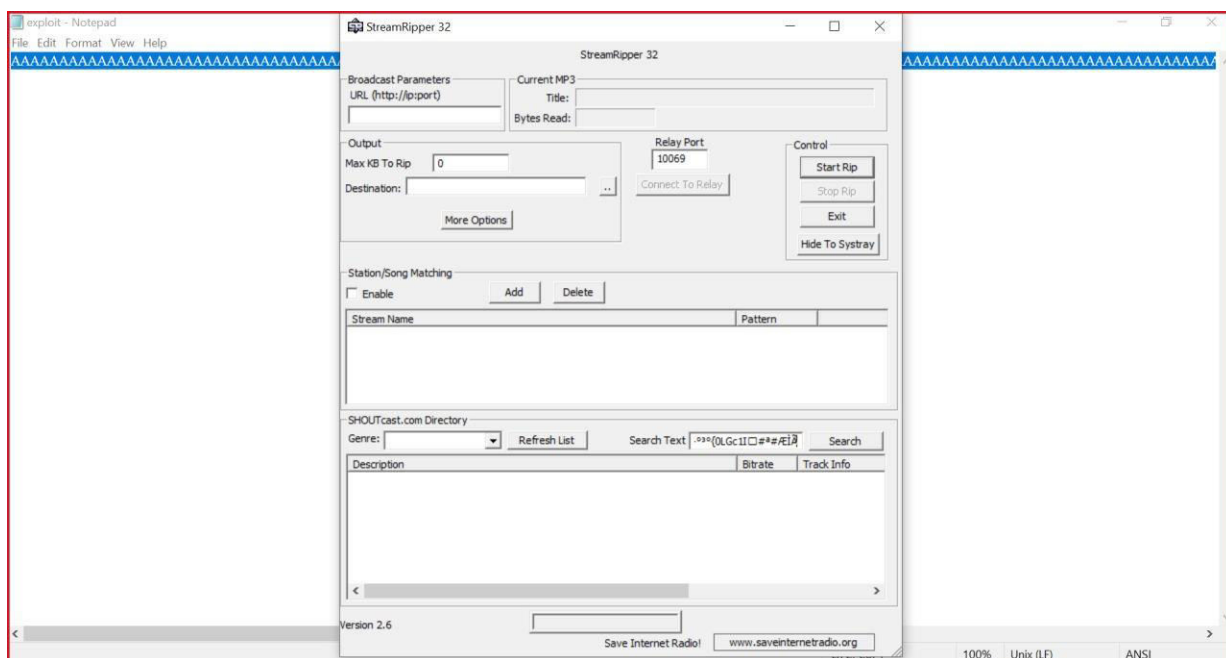 exploit - Notepad
File Edit Format View Help
StreamRipper 32
StreamRipper 32
Broadcast Parameters
URL (http://ip:port)
Current MP3
Title:
Bytes Read:
Output
Max KB To Rip 0
Destination: ..
More Options
Relay Port
10069
Connect To Relay
Control
Start Rip
Stop Rip
Exit
Hide To Systray
Station/Song Matching
Enable Add Delete
Stream Name Pattern
SHOUTcast.com Directory
Genre: Refresh List Search Text Search
Description Bitrate Track Info
Version 2.6
Save Internet Radio! www.saveinternetradio.org
100% Unix (LF) ANSI